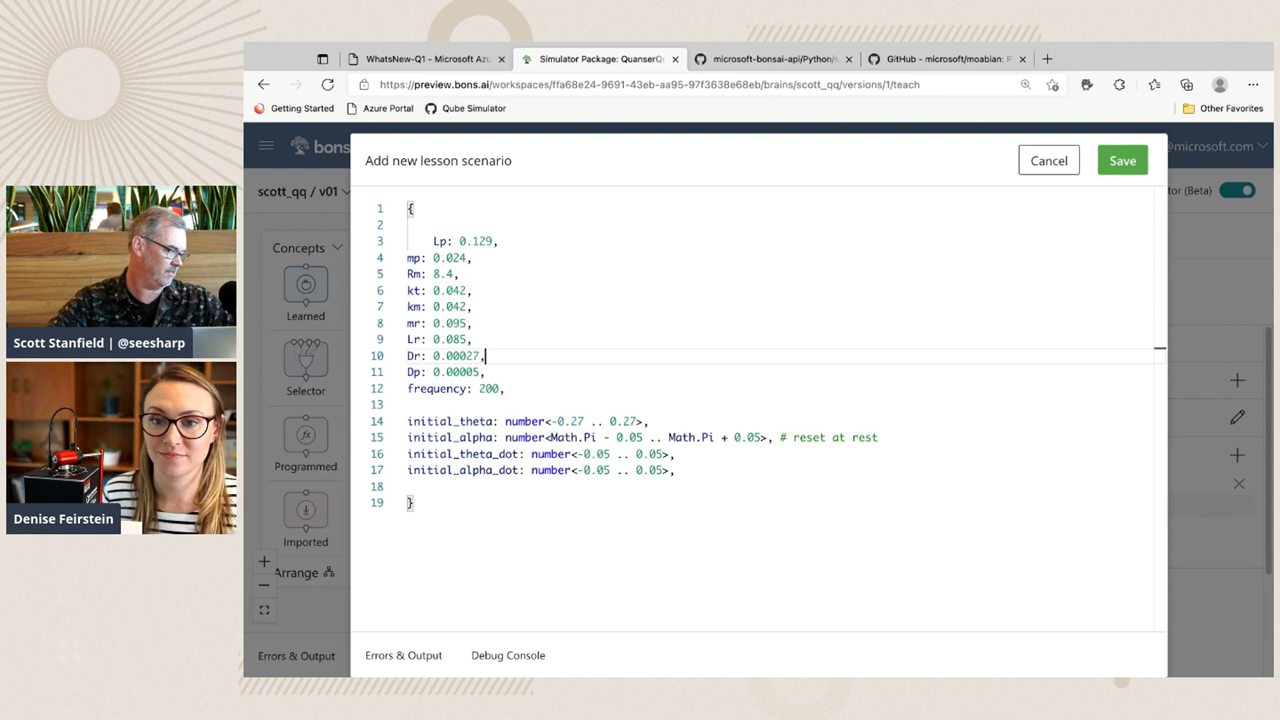 WhatsNew-Q1 - Microsoft Az
Simulator Package: QuanserQ
microsoft-bonsai-api/Python/s
GitHub - microsoft/moabian: P
https://preview.bons.ai/workspaces/ffa68e24-9691-43eb-aa95-97f3638e68eb/brains/scott_qq/versions/1/teach
Getting Started
Azure Portal
Qube Simulator
Other Favorites
bons
@microsoft.com
scott_qq / v01
tor (Beta)
Concepts
Learned
Selector
Programmed
Imported
Arrange
Errors & Output
Add new lesson scenario
Cancel
Save
1 {
2
3 Lp: 0.129,
4 mp: 0.024,
5 Rm: 8.4,
6 kt: 0.042,
7 km: 0.042,
8 mr: 0.095,
9 Lr: 0.085,
10 Dr: 0.00027,
11 Dp: 0.00005,
12 frequency: 200,
13
14 initial_theta: number<-0.27 .. 0.27>,
15 initial_alpha: number<Math.Pi - 0.05 .. Math.Pi + 0.05>, # reset at rest
16 initial_theta_dot: number<-0.05 .. 0.05>,
17 initial_alpha_dot: number<-0.05 .. 0.05>,
18
19 }
Errors & Output
Debug Console
Scott Stanfield | @seesharp
Denise Feirstein